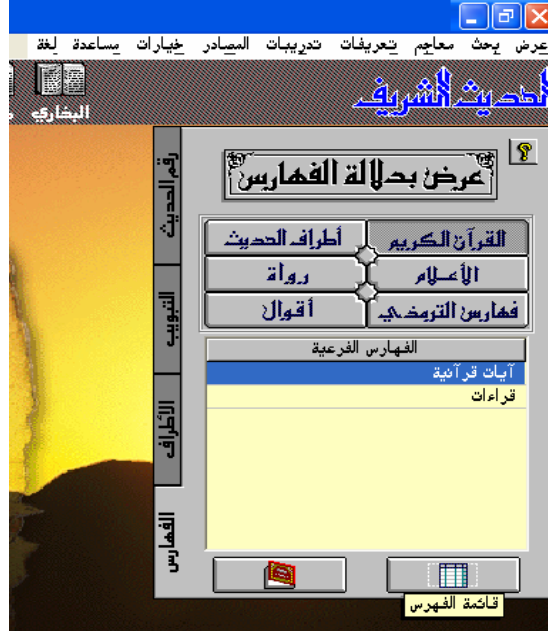 عرض بحث معاجم تعريفات تدريبات المصادر خيارات مساعدة لغة
الحديث الشريف
البخاري
عرض بدلالة الفهارس
القرآن الكريم أطراف الحديث
الأعلام رواة
فهارس الترمذي أقوال
الفهارس الفرعية
آيات قرآنية
قراءات
قائمة الفهرس
رقم الحديث
التبويب
الأطراف
الفهارس